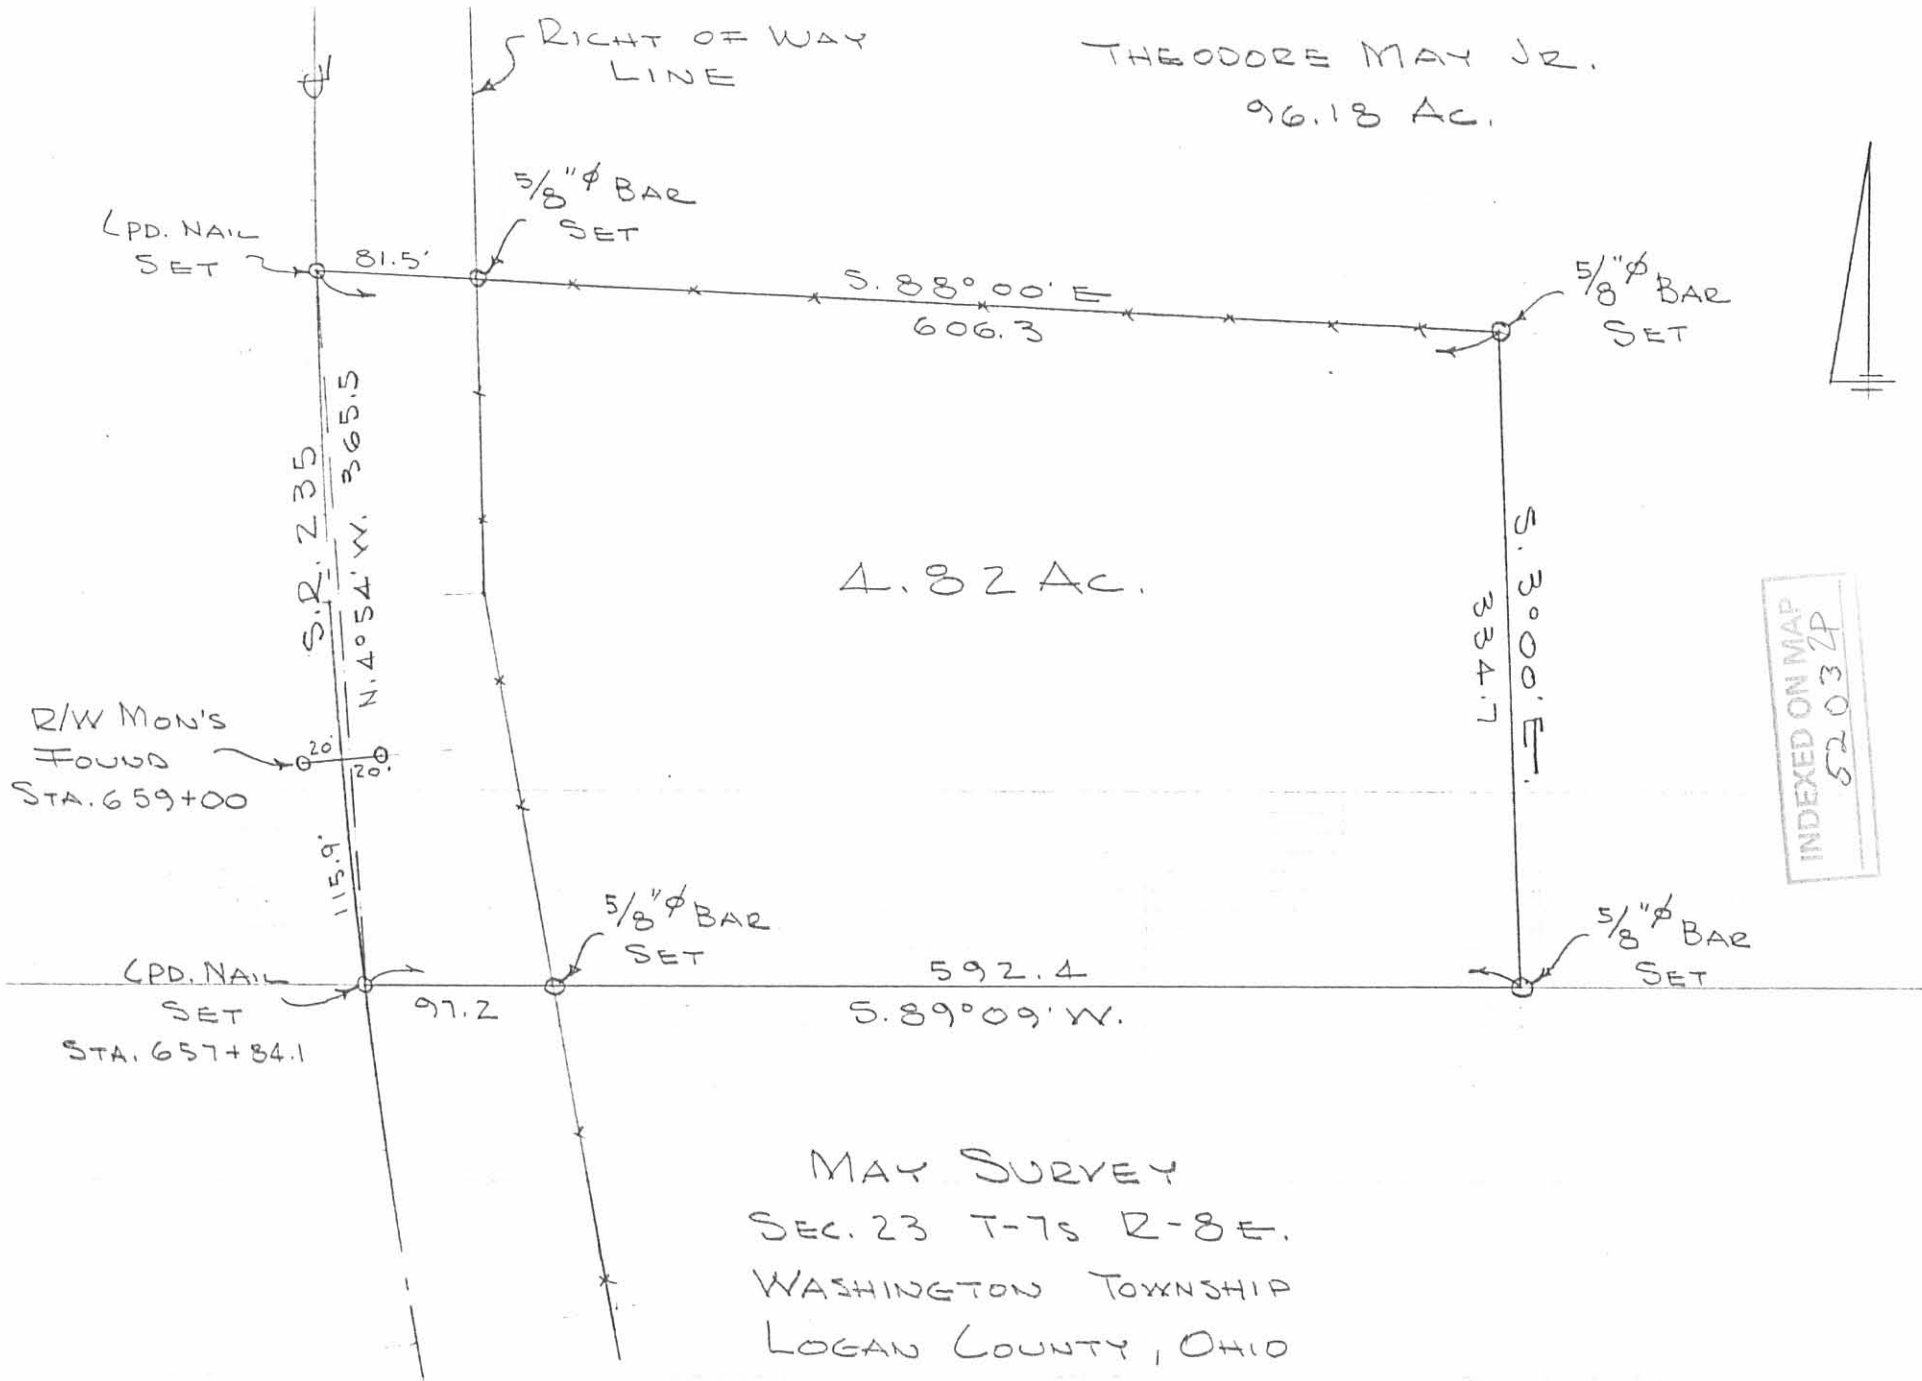 RIGHT OF WAY
LINE
THEODORE MAY JR.
96.18 AC.
5/8"⌀ BAR
SET
CPD. NAIL
SET
81.5'
S. 88°00' E
606.3
5/8"⌀ BAR
SET
S.R. 235
N. 4°54' W. 365.5
4.82 AC.
S. 3°00' E.
334.7
INDEXED ON MAP
R/W MON'S
FOUND
STA. 659+00
20'
20'
115.9'
5/8"⌀ BAR
SET
5/8"⌀ BAR
SET
CPD. NAIL
SET
STA. 657+84.1
97.2
592.4
S. 89°09' W.
MAY SURVEY
SEC. 23 T-7S R-8E.
WASHINGTON TOWNSHIP
LOGAN COUNTY, OHIO